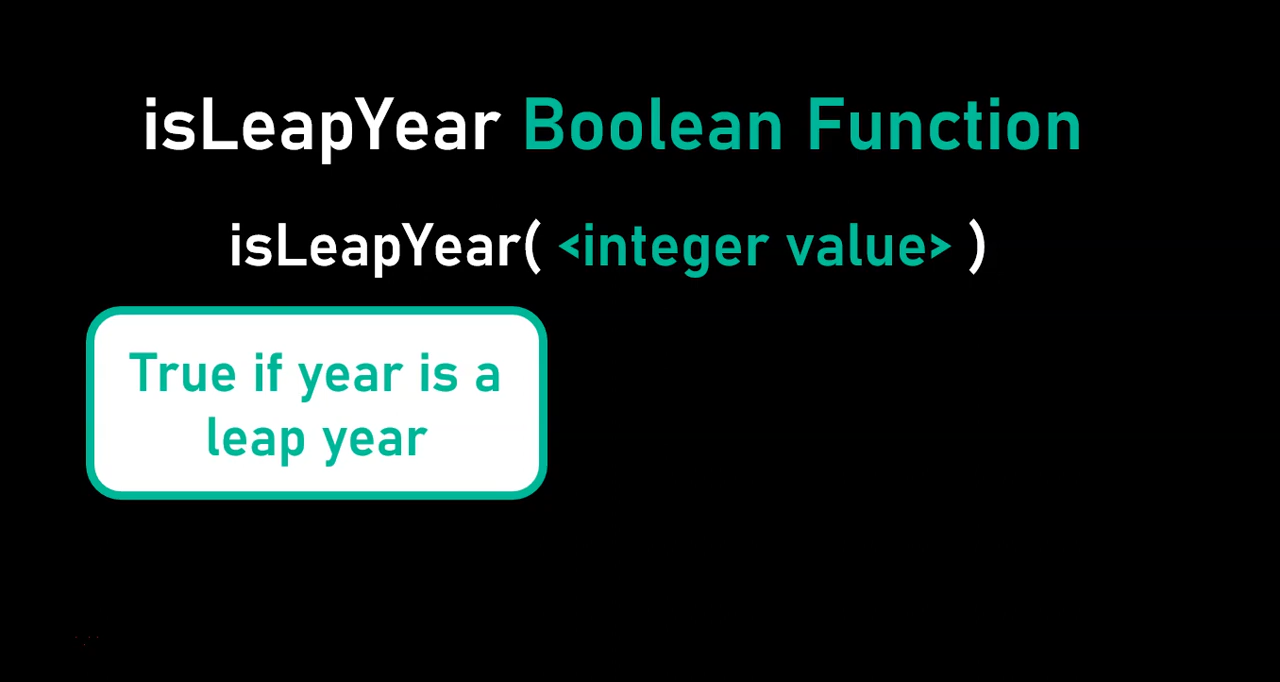 isLeapYear Boolean Function
isLeapYear( <integer value> )
True if year is a
leap year